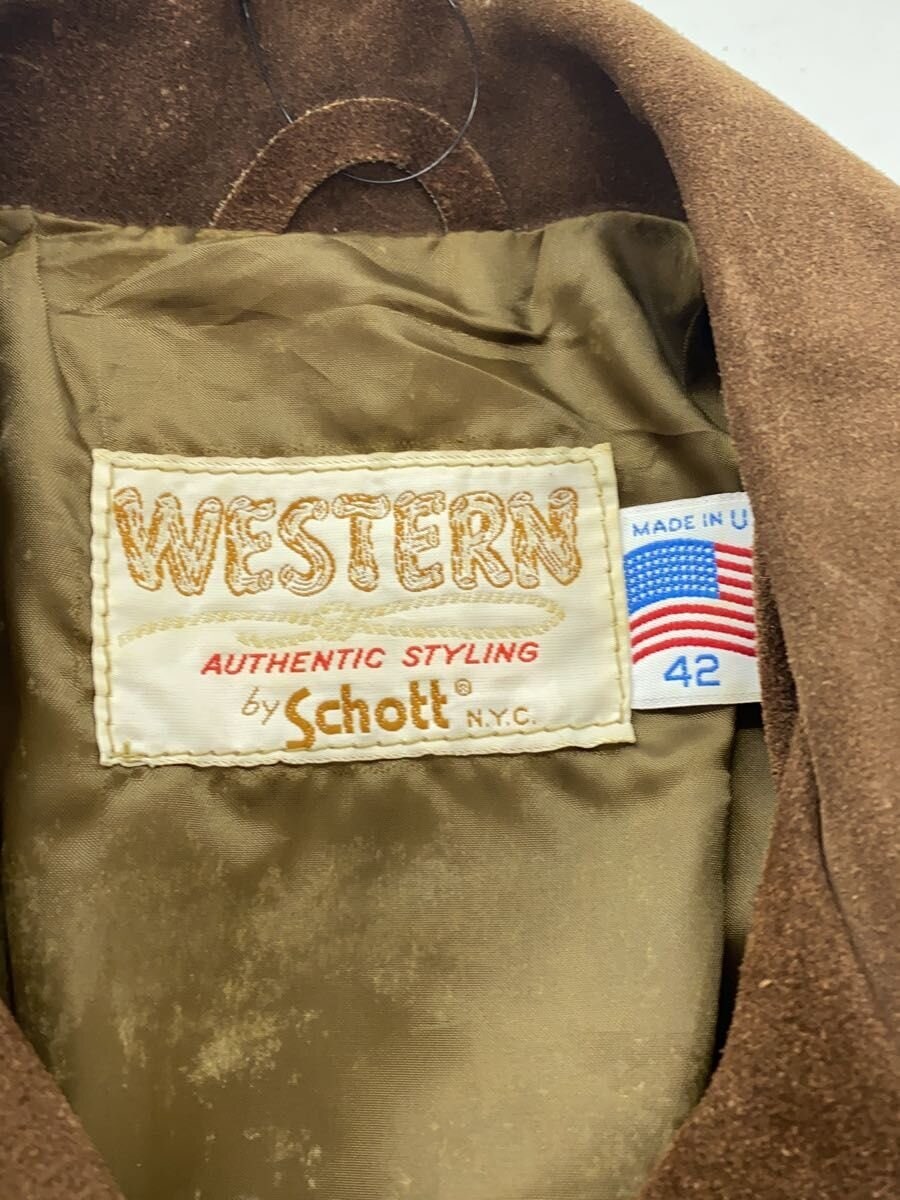 WESTERN
AUTHENTIC STYLING
by Schott® N.Y.C.
MADE IN U
42